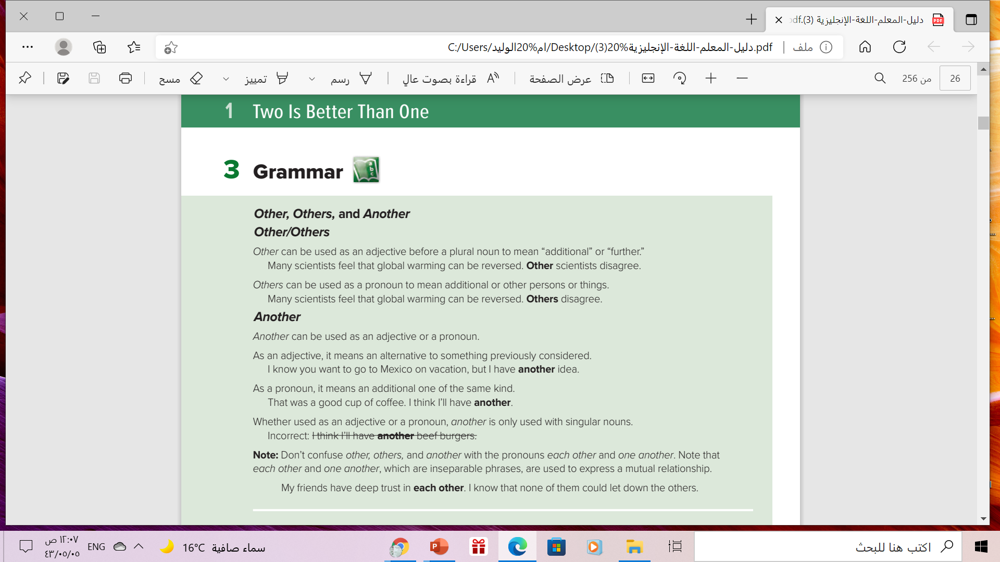 دليل-المعلم-اللغة-الإنجليزية (3).pdf
C:/Users/ام%20الوليد/Desktop/دليل-المعلم-اللغة-الإنجليزية%20(3).pdf
ملف
26
من 256
عرض الصفحة
قراءة بصوت عالٍ
رسم
تمييز
مسح
1 Two Is Better Than One
3 Grammar
a b c
Other, Others, and Another
Other/Others
Other can be used as an adjective before a plural noun to mean “additional” or “further.”
Many scientists feel that global warming can be reversed. Other scientists disagree.
Others can be used as a pronoun to mean additional or other persons or things.
Many scientists feel that global warming can be reversed. Others disagree.
Another
Another can be used as an adjective or a pronoun.
As an adjective, it means an alternative to something previously considered.
I know you want to go to Mexico on vacation, but I have another idea.
As a pronoun, it means an additional one of the same kind.
That was a good cup of coffee. I think I’ll have another.
Whether used as an adjective or a pronoun, another is only used with singular nouns.
Incorrect: I think I’ll have another beef burgers.
Note: Don’t confuse other, others, and another with the pronouns each other and one another. Note that
each other and one another, which are inseparable phrases, are used to express a mutual relationship.
My friends have deep trust in each other. I know that none of them could let down the others.
اكتب هنا للبحث
16°C سماء صافية
ENG
١٢:٠٧ ص
٤٣/٠٥/٠٥